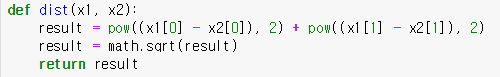 def dist(x1, x2):
    result = pow((x1[0] - x2[0]), 2) + pow((x1[1] - x2[1]), 2)
    result = math.sqrt(result)
    return result